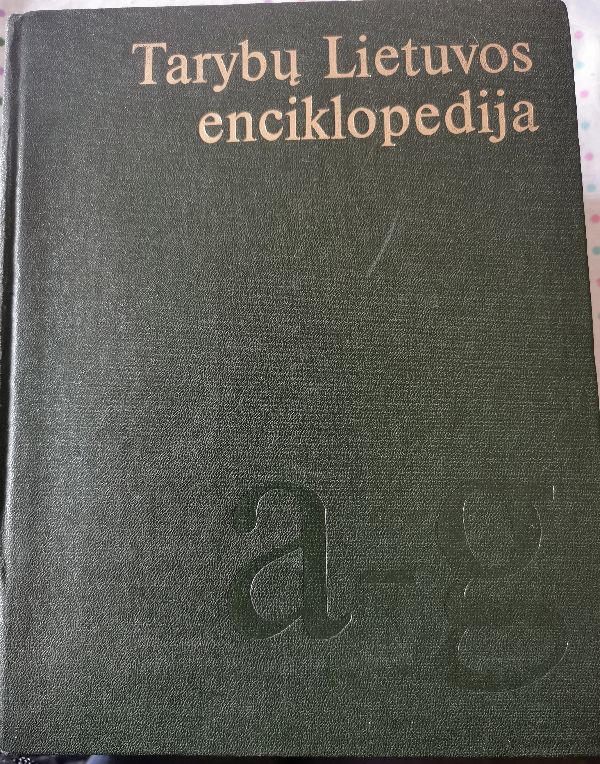 Tarybų Lietuvos
enciklopedija
a-g